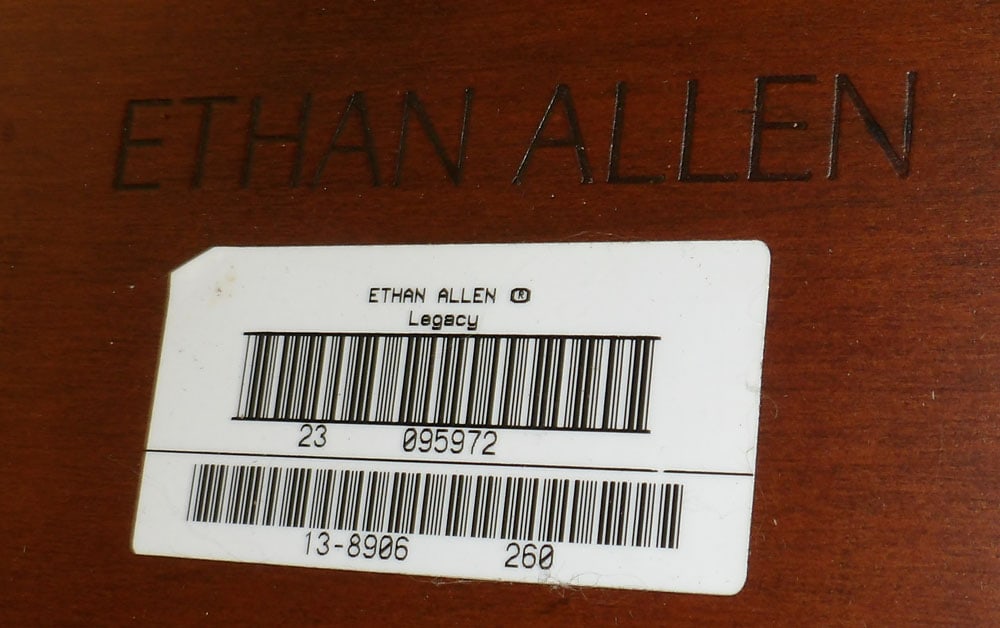 ETHAN ALLEN
ETHAN ALLEN ®
Legacy
23 095972
13-8906 260